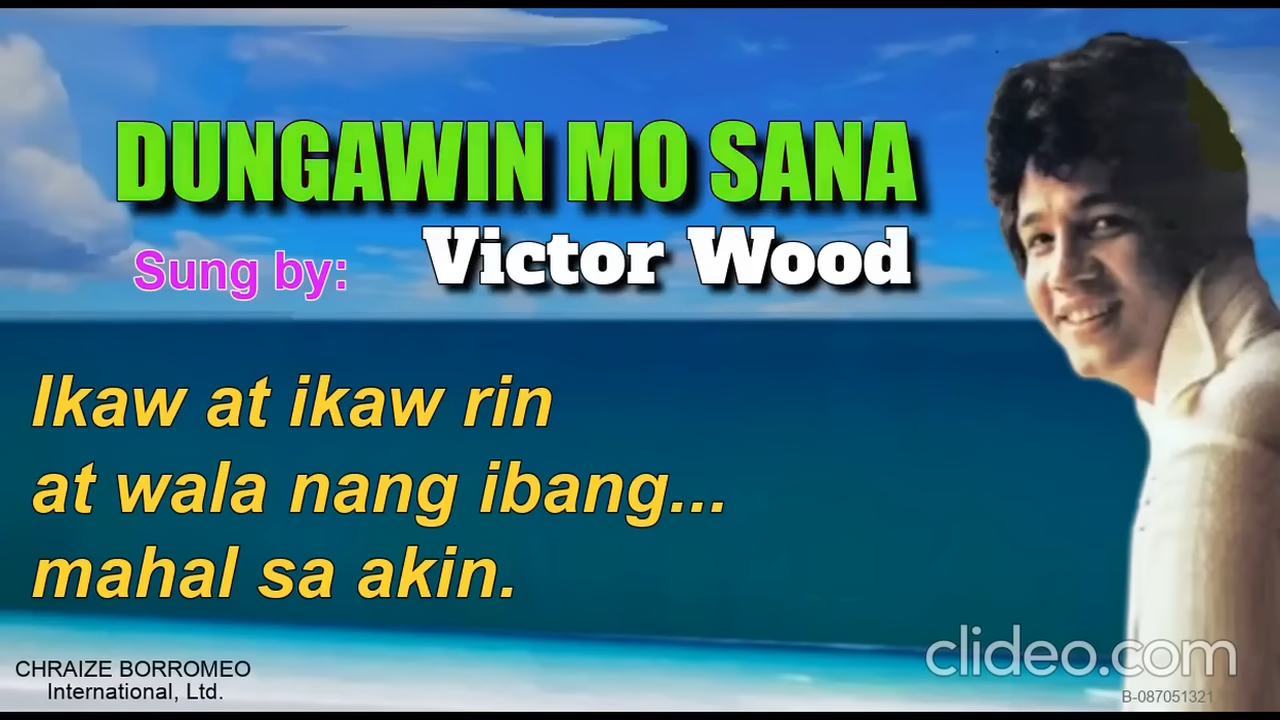 DUNGAWIN MO SANA
Sung by: Victor Wood
Ikaw at ikaw rin
at wala nang ibang...
mahal sa akin.
clideo.com
CHRAIZE BORROMEO
International, Ltd.
B-087051321